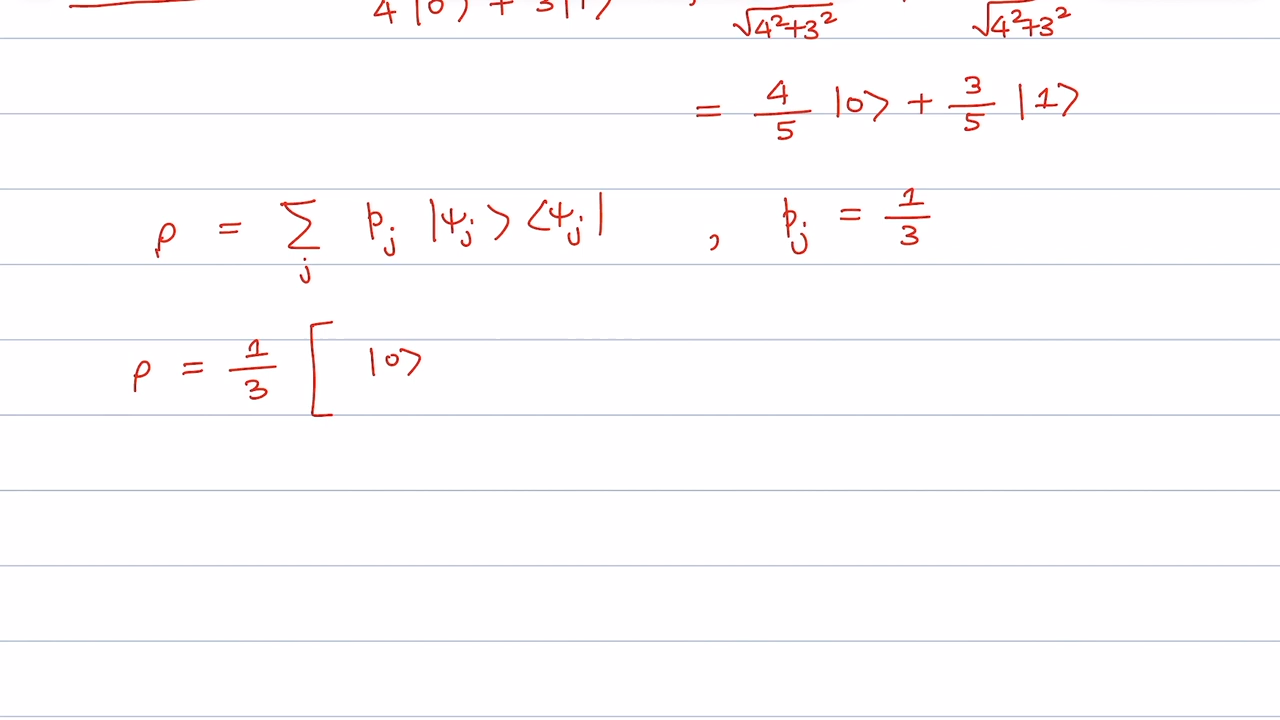 4 |0⟩ + 3 |1⟩ , √4²+3² √4²+3²
= 4/5 |0⟩ + 3/5 |1⟩
ρ = Σ_j p_j |ψ_j⟩ ⟨ψ_j| , p_j = 1/3
ρ = 1/3 [ |0⟩